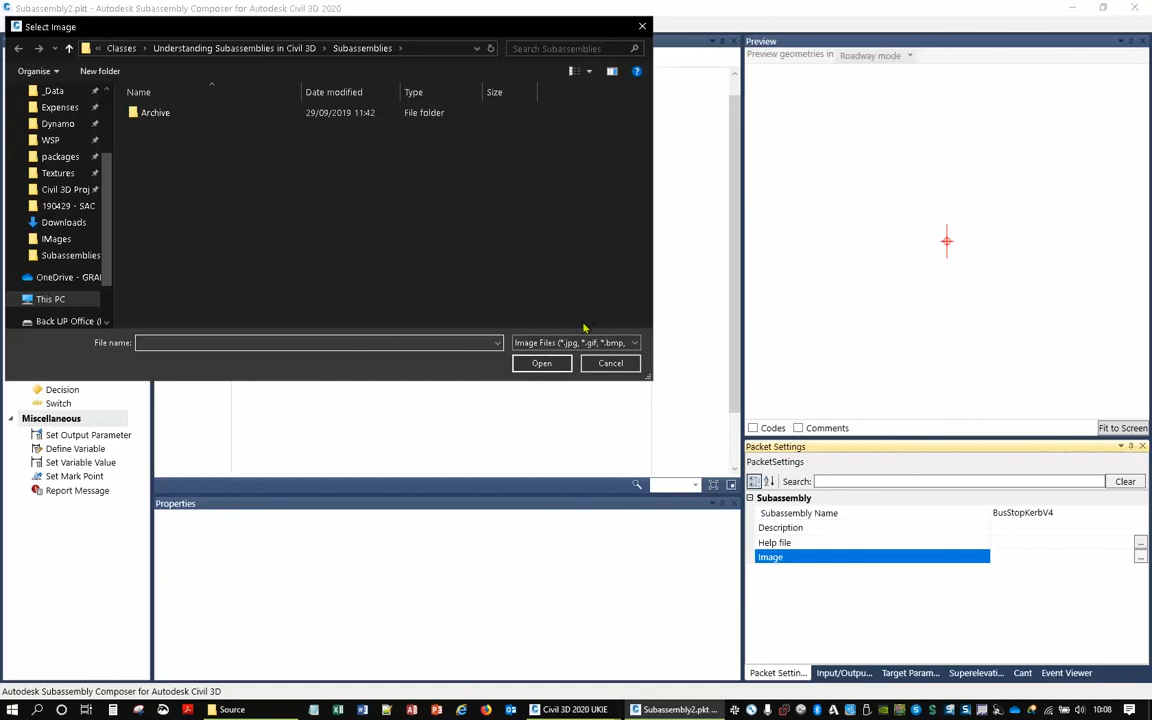 Subassembly2.pkt - Autodesk Subassembly Composer for Autodesk Civil 3D 2020
Select Image
Classes
Understanding Subassemblies in Civil 3D
Subassemblies
Search Subassemblies
Organise
New folder
Name
Date modified
Type
Size
Archive
29/09/2019 11:42
File folder
_Data
Expenses
Dynamo
WSP
packages
Textures
Civil 3D Proj
190429 - SAC
Downloads
IMages
Subassemblies
OneDrive - GRA
This PC
Back UP Office (
File name:
Image Files (*.jpg, *.gif, *.bmp,
Open
Cancel
Decision
Switch
Miscellaneous
Set Output Parameter
Define Variable
Set Variable Value
Set Mark Point
Report Message
Properties
Preview
Preview geometries in
Roadway mode
Codes
Comments
Fit to Screen
Packet Settings
PacketSettings
Search:
Clear
Subassembly
Subassembly Name
BusStopKerbV4
Description
Help file
...
Image
...
Packet Settin...
Input/Outpu...
Target Param...
Superelevati...
Cant
Event Viewer
Autodesk Subassembly Composer for Autodesk Civil 3D
Source
Civil 3D 2020 UKIE
Subassembly2.pkt ...
10:08